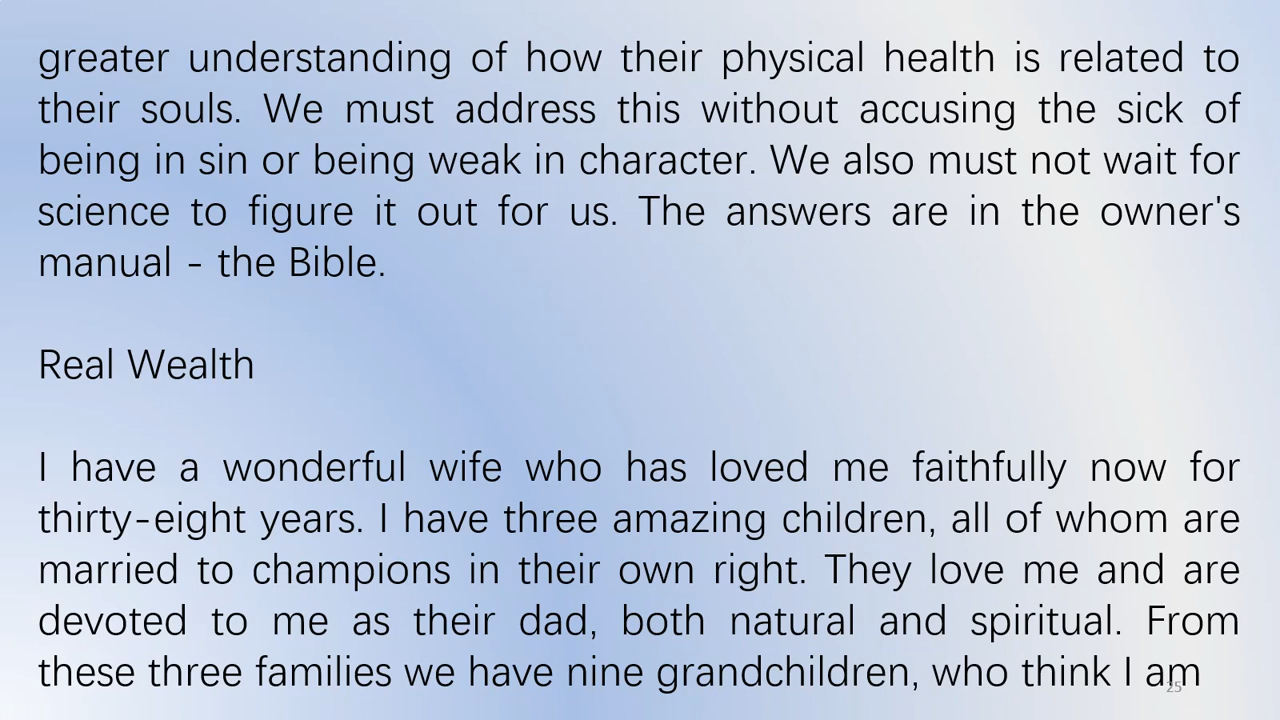 greater understanding of how their physical health is related to
their souls. We must address this without accusing the sick of
being in sin or being weak in character. We also must not wait for
science to figure it out for us. The answers are in the owner's
manual - the Bible.
Real Wealth
I have a wonderful wife who has loved me faithfully now for
thirty-eight years. I have three amazing children, all of whom are
married to champions in their own right. They love me and are
devoted to me as their dad, both natural and spiritual. From
these three families we have nine grandchildren, who think I am
25